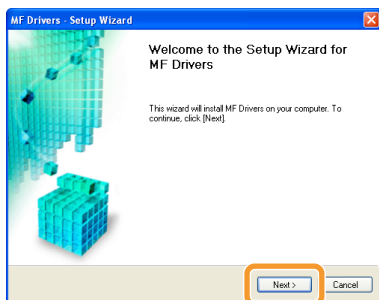 MF Drivers - Setup Wizard
Welcome to the Setup Wizard for
MF Drivers
This wizard will install MF Drivers on your computer. To
continue, click [Next].
Next >
Cancel